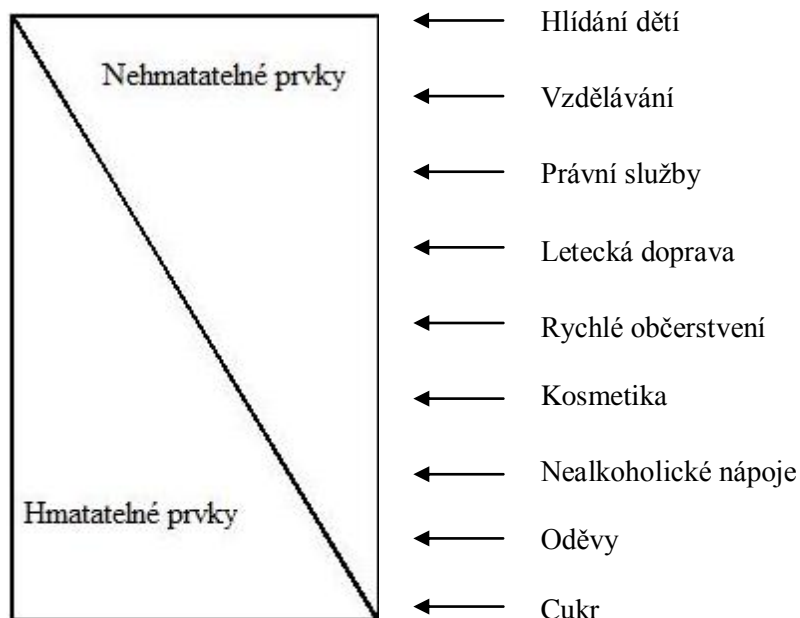 Hlídání dětí
Nehmatatelné prvky
Vzdělávání
Právní služby
Letecká doprava
Rychlé občerstvení
Kosmetika
Nealkoholické nápoje
Hmatatelné prvky
Oděvy
Cukr